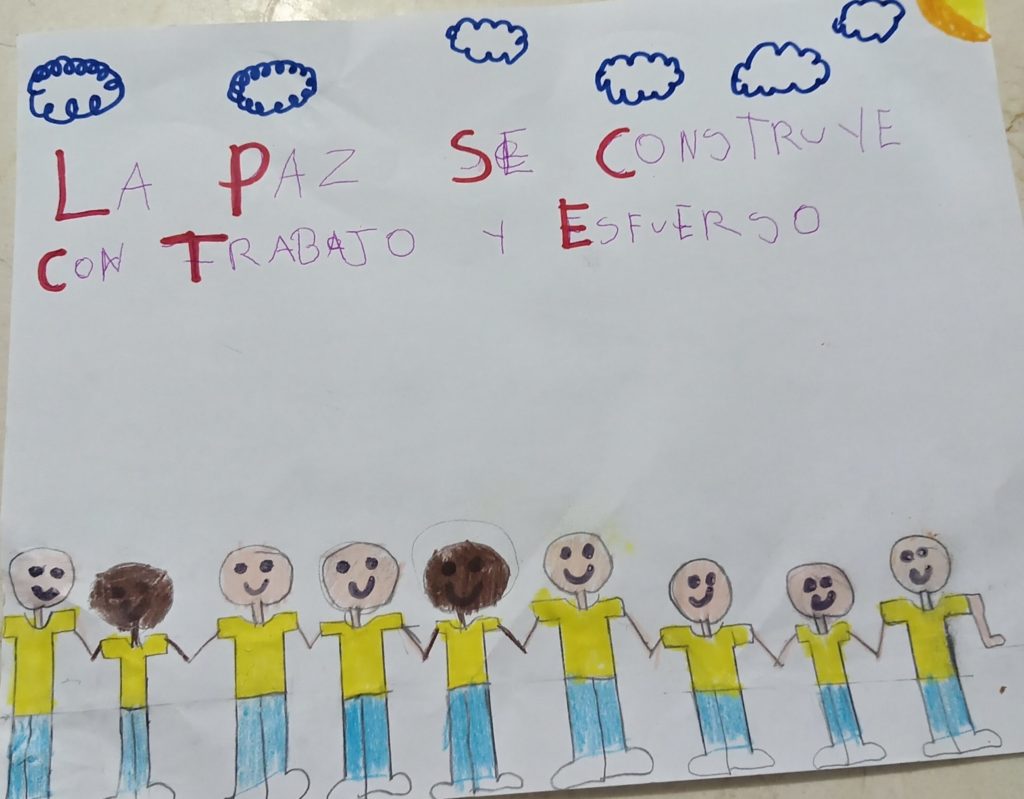 LA PAZ SE CONSTRUYE
CON TRABAJO Y ESFUERSO